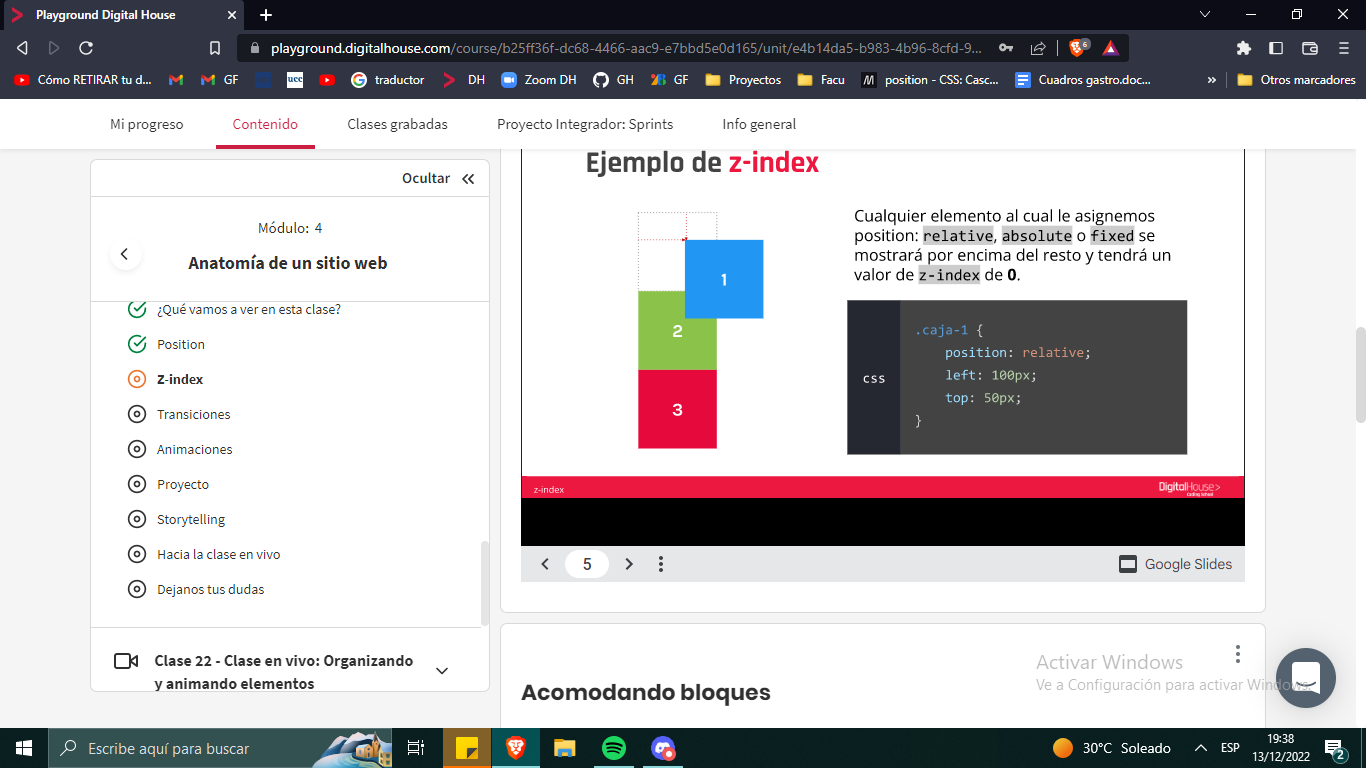 Playground Digital House
playground.digitalhouse.com/course/b25ff36f-dc68-4466-aac9-e7bbd5e0d165/unit/e4b14da5-b983-4b96-8cfd-9...
6
Cómo RETIRAR tu d...
GF
ucc
traductor
DH
Zoom DH
GH
GF
Proyectos
Facu
M
position - CSS: Casc...
Cuadros gastro.doc...
»
Otros marcadores
Mi progreso
Contenido
Clases grabadas
Proyecto Integrador: Sprints
Info general
Ocultar
Módulo: 4
Anatomía de un sitio web
¿Qué vamos a ver en esta clase?
Position
Z-index
Transiciones
Animaciones
Proyecto
Storytelling
Hacia la clase en vivo
Dejanos tus dudas
Clase 22 - Clase en vivo: Organizando
y animando elementos
Ejemplo de z-index
1
2
3
Cualquier elemento al cual le asignemos
position: relative, absolute o fixed se
mostrará por encima del resto y tendrá un
valor de z-index de 0.
css
.caja-1 {
position: relative;
left: 100px;
top: 50px;
}
z-index
DigitalHouse>
Coding School
5
Google Slides
Acomodando bloques
Activar Windows
Ve a Configuración para activar Windows.
Escribe aquí para buscar
30°C Soleado
ESP
19:38
13/12/2022
2